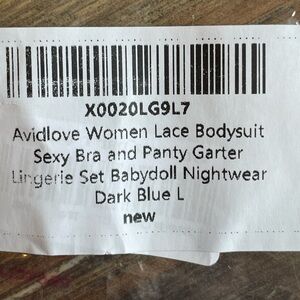 X0020LG9L7
Avidlove Women Lace Bodysuit
Sexy Bra and Panty Garter
Lingerie Set Babydoll Nightwear
Dark Blue L
new